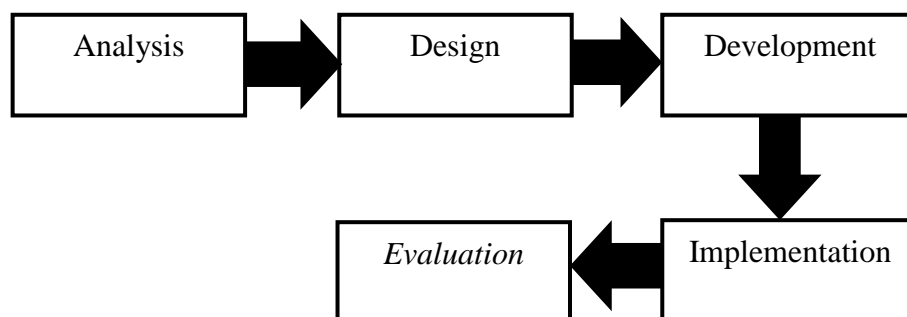 Analysis
Design
Development
Implementation
Evaluation